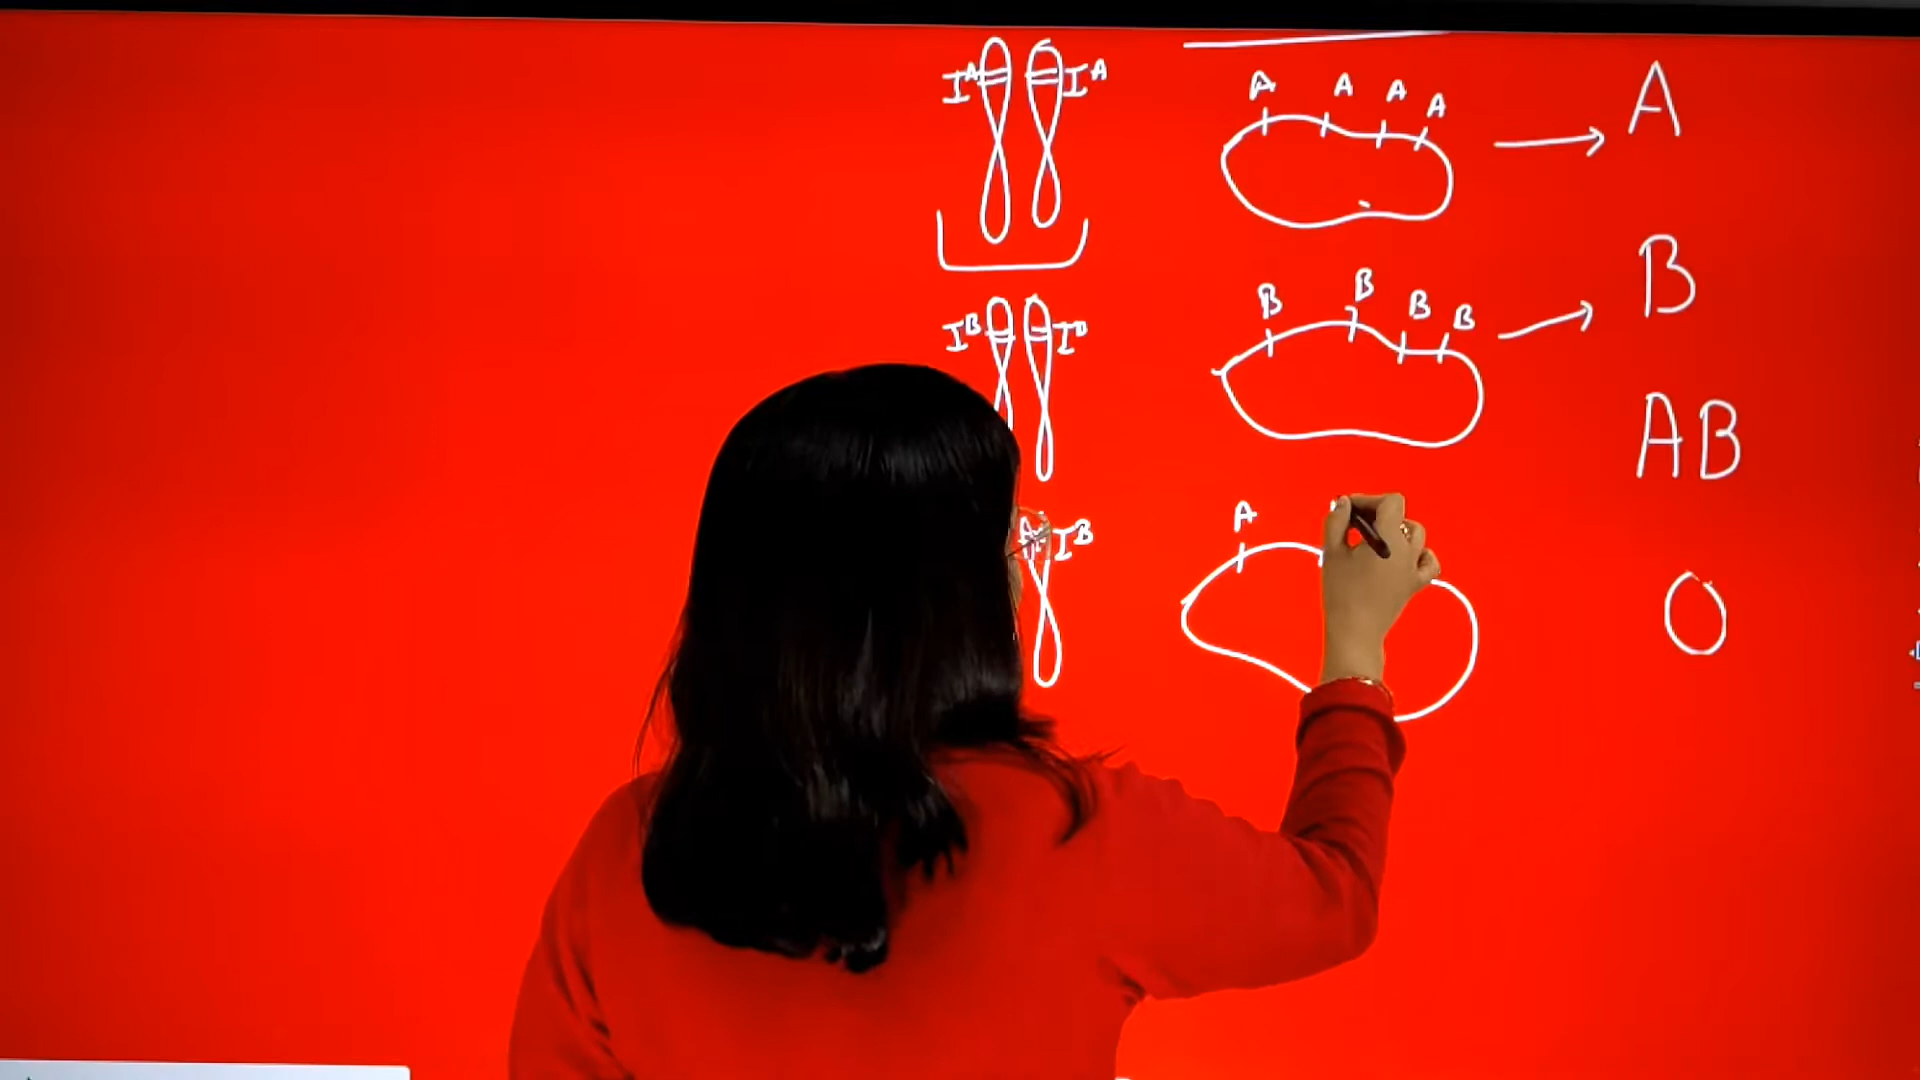 I^A I^A A A A A A
I^B I^B B B B B B
AB
A I^B A
O